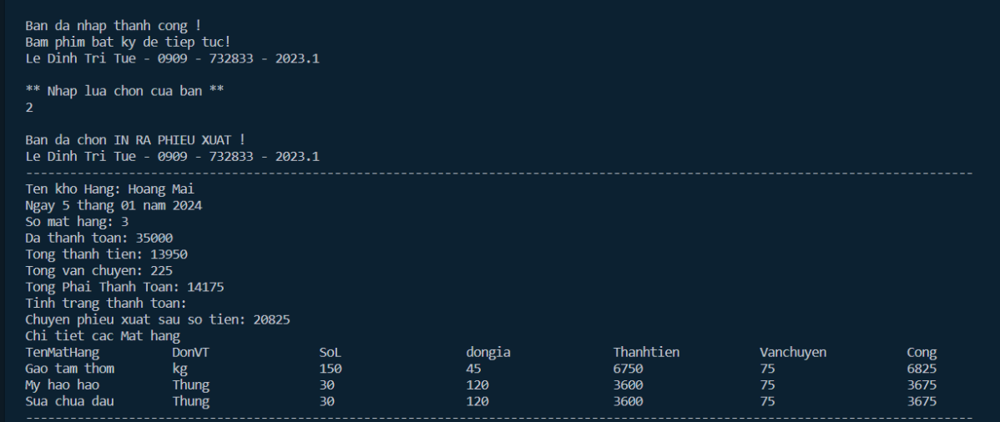 Ban da nhap thanh cong !
Bam phim bat ky de tiep tuc!
Le Dinh Tri Tue - 0909 - 732833 - 2023.1
** Nhap lua chon cua ban **
2
Ban da chon IN RA PHIEU XUAT !
Le Dinh Tri Tue - 0909 - 732833 - 2023.1
Ten kho Hang: Hoang Mai
Ngay 5 thang 01 nam 2024
So mat hang: 3
Da thanh toan: 35000
Tong thanh tien: 13950
Tong van chuyen: 225
Tong Phai Thanh Toan: 14175
Tinh trang thanh toan:
Chuyen phieu xuat sau so tien: 20825
Chi tiet cac Mat hang
TenMatHang DonVT SoL dongia Thanhtien Vanchuyen Cong
Gao tam thom kg 150 45 6750 75 6825
My hao hao Thung 30 120 3600 75 3675
Sua chua dau Thung 30 120 3600 75 3675